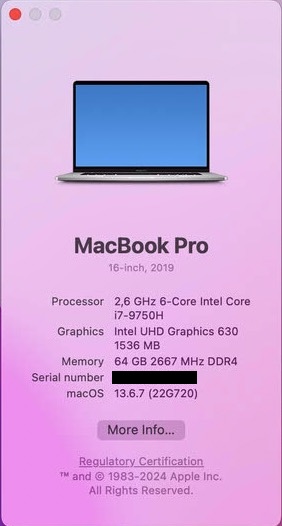 MacBook Pro
16-inch, 2019
Processor 2,6 GHz 6-Core Intel Core
i7-9750H
Graphics Intel UHD Graphics 630
1536 MB
Memory 64 GB 2667 MHz DDR4
Serial number
macOS 13.6.7 (22G720)
More Info...
Regulatory Certification
™ and © 1983-2024 Apple Inc.
All Rights Reserved.